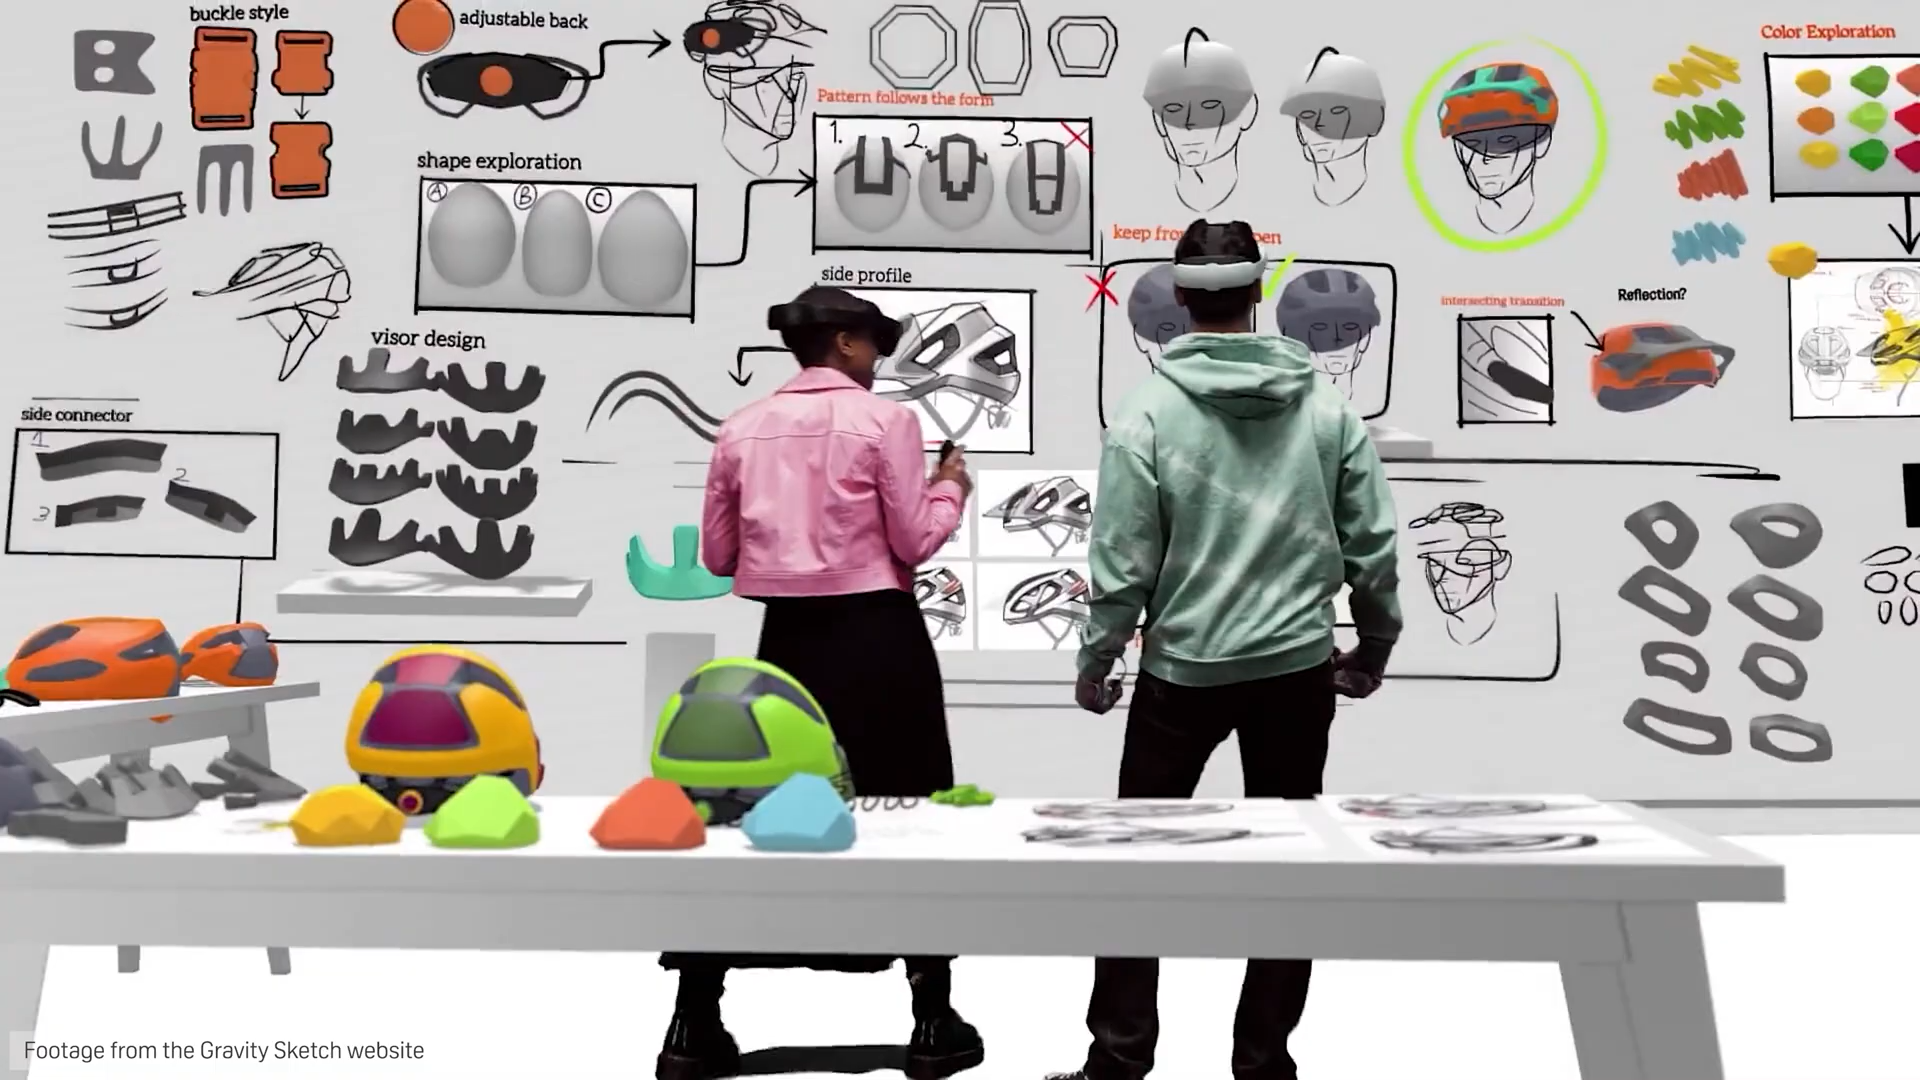 buckle style
adjustable back
Color Exploration
Pattern follows the form
1.
2.
3.
shape exploration
A
B
C
side profile
intersecting transition
Reflection?
visor design
side connector
1
2
3
Footage from the Gravity Sketch website